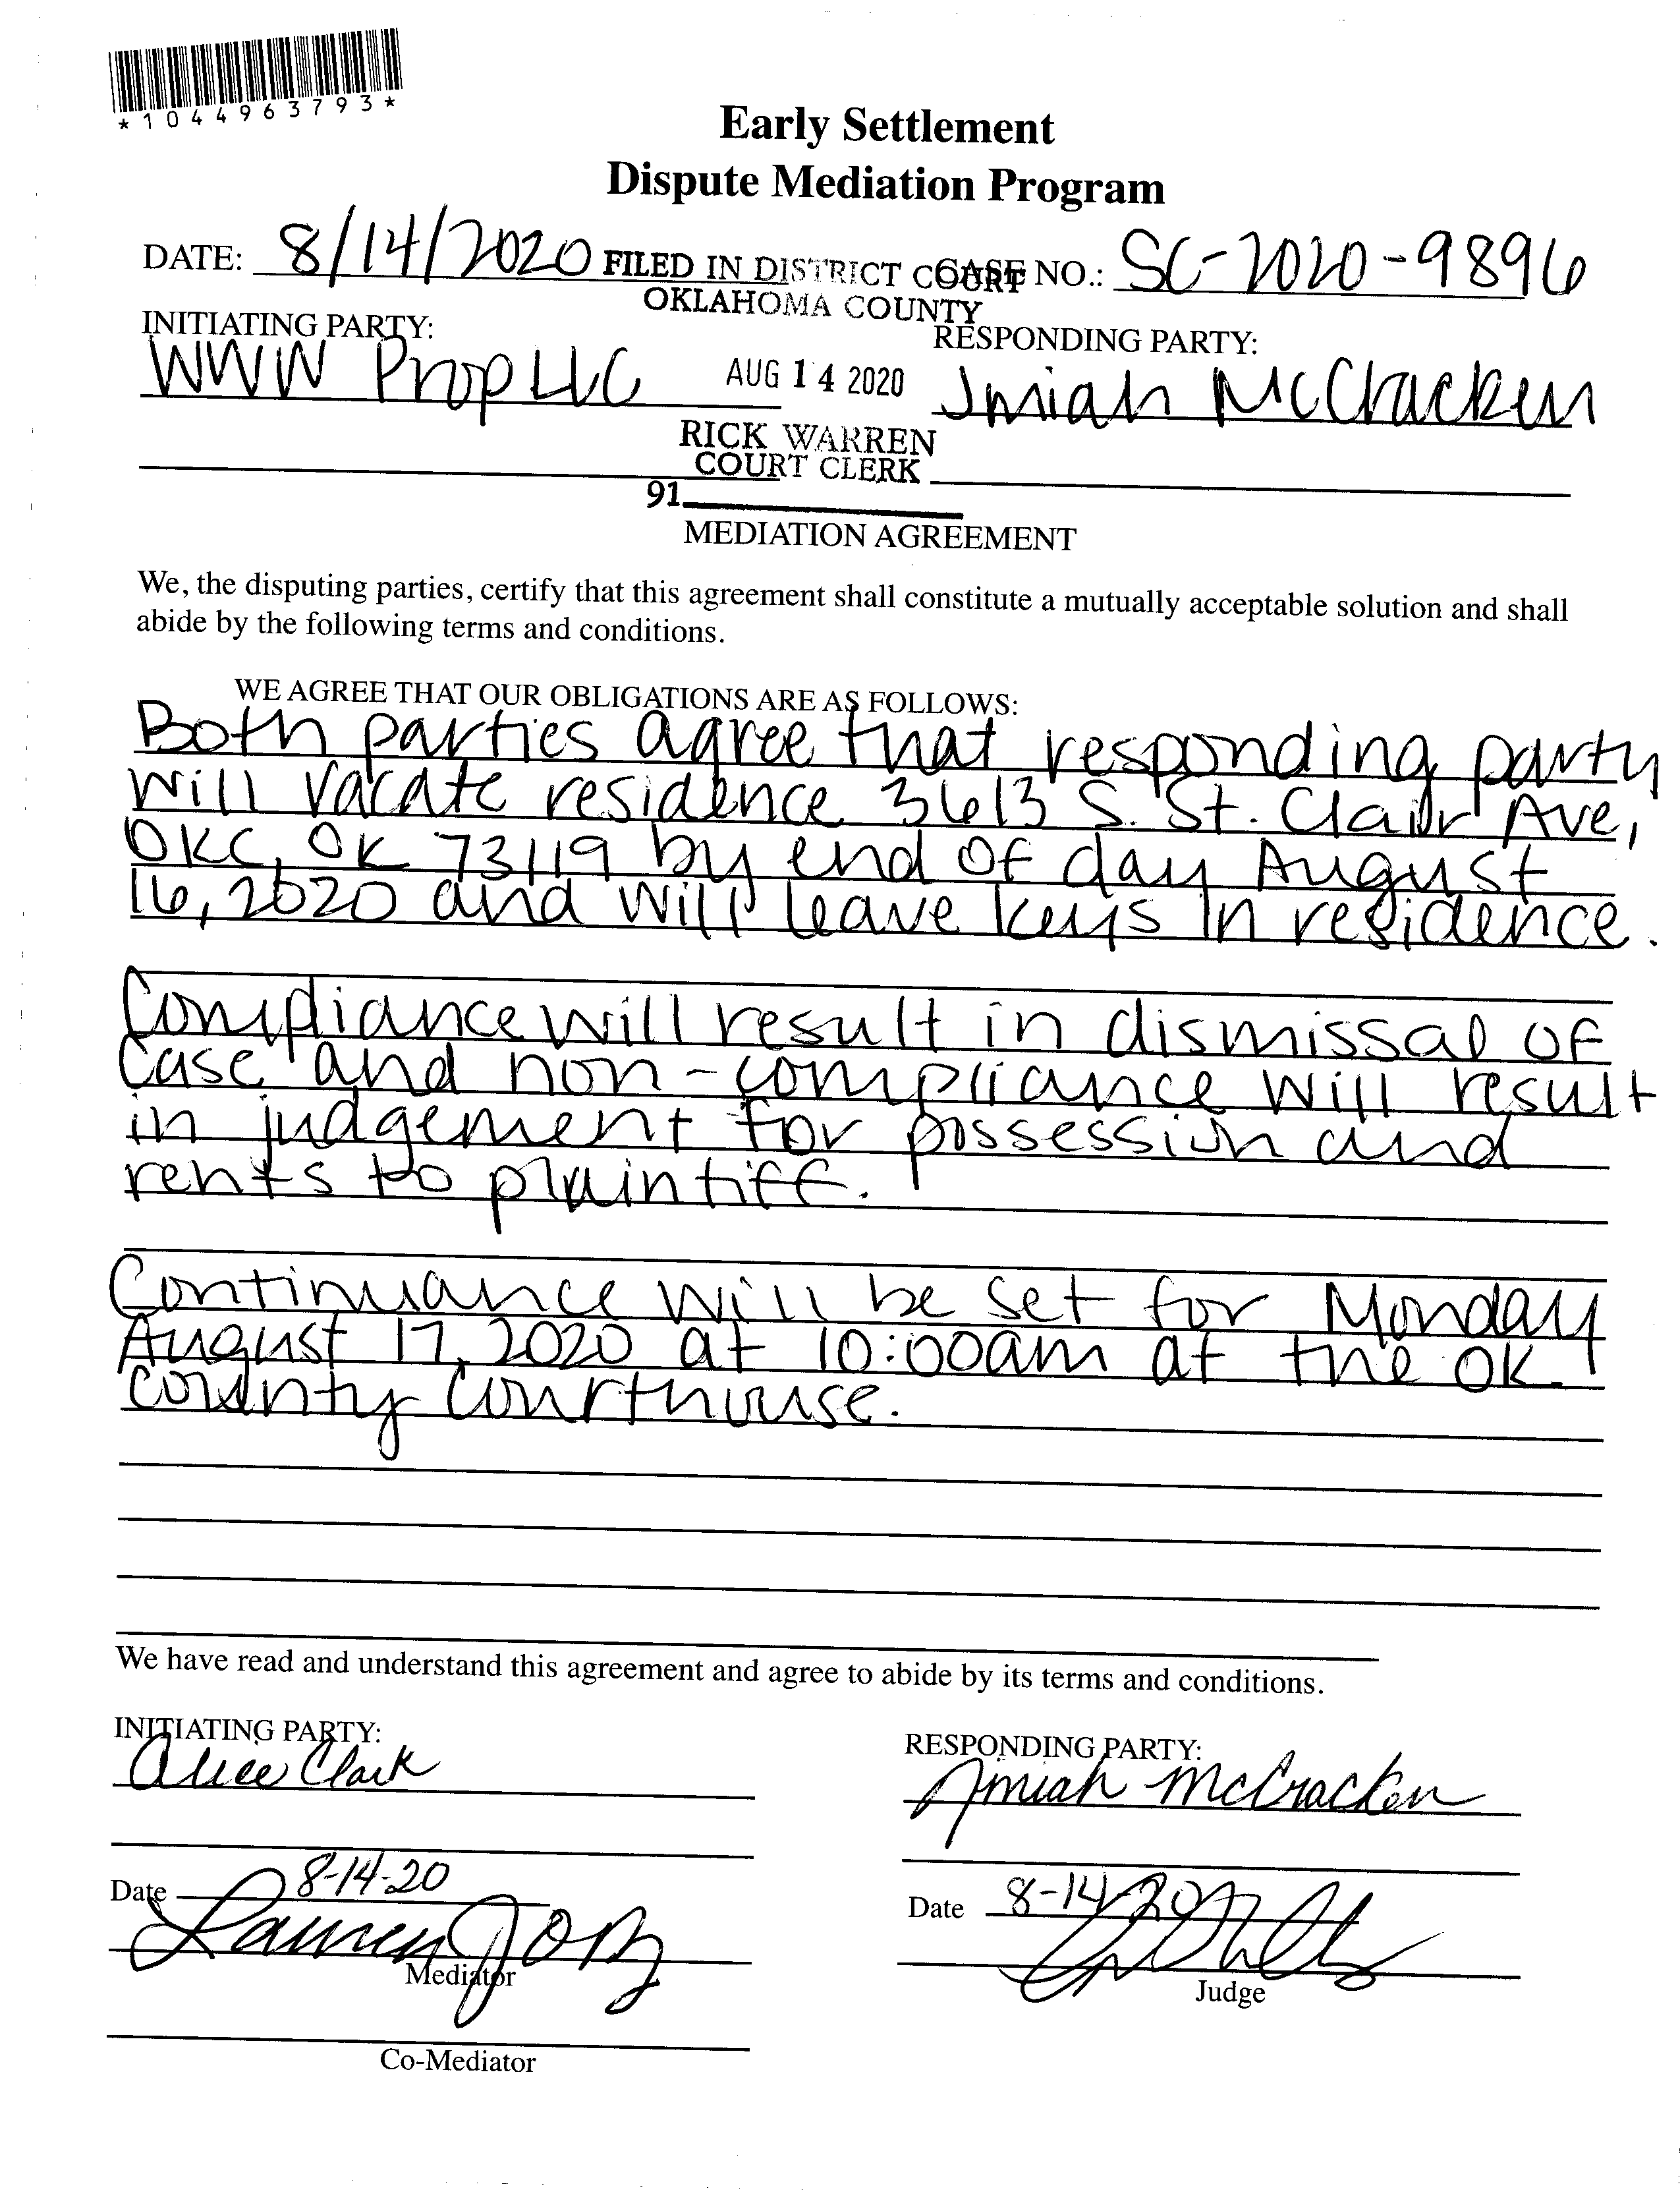 *1044963793*
Early Settlement
Dispute Mediation Program
DATE: 8/14/2020 FILED IN DISTRICT COURT CASE NO.: SC-2020-9896
OKLAHOMA COUNTY
INITIATING PARTY: RESPONDING PARTY:
WWW Prop LLC AUG 14 2020 Jmiah McCracken
RICK WARREN
COURT CLERK
91
MEDIATION AGREEMENT
We, the disputing parties, certify that this agreement shall constitute a mutually acceptable solution and shall
abide by the following terms and conditions.
WE AGREE THAT OUR OBLIGATIONS ARE AS FOLLOWS:
Both parties agree that responding party
will vacate residence 3613 S. St. Clair Ave,
OKC, OK 73119 by end of day August
16, 2020 and will leave keys in residence.
Compliance will result in dismissal of
case and non-compliance will result
in judgement for possession and
rents to plaintiff.
Continuance will be set for Monday
August 17, 2020 at 10:00am at the OK.
county courthouse.
We have read and understand this agreement and agree to abide by its terms and conditions.
INITIATING PARTY: RESPONDING PARTY:
Alice Clark Jmiah McCracken
Date 8-14-20 Date 8-14-20
Lauren
Mediator Judge
Co-Mediator